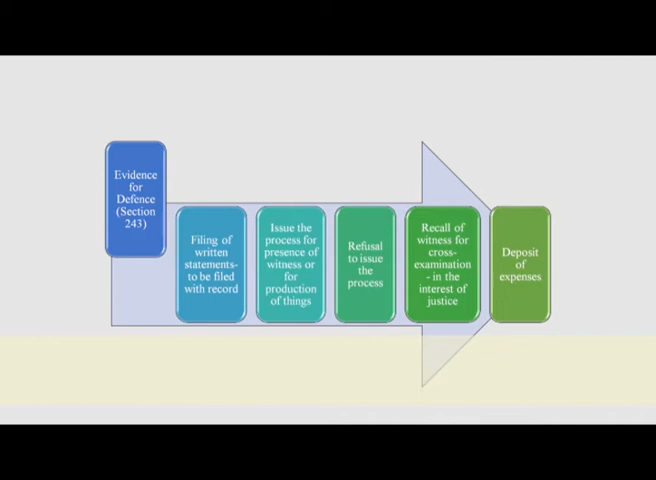 Evidence
for
Defence
(Section
243)
Filing of
written
statements-
to be filed
with record
Issue the
process for
presence of
witness or
for
production
of things
Refusal
to issue
the
process
Recall of
witness for
cross-
examination
- in the
interest of
justice
Deposit
of
expenses